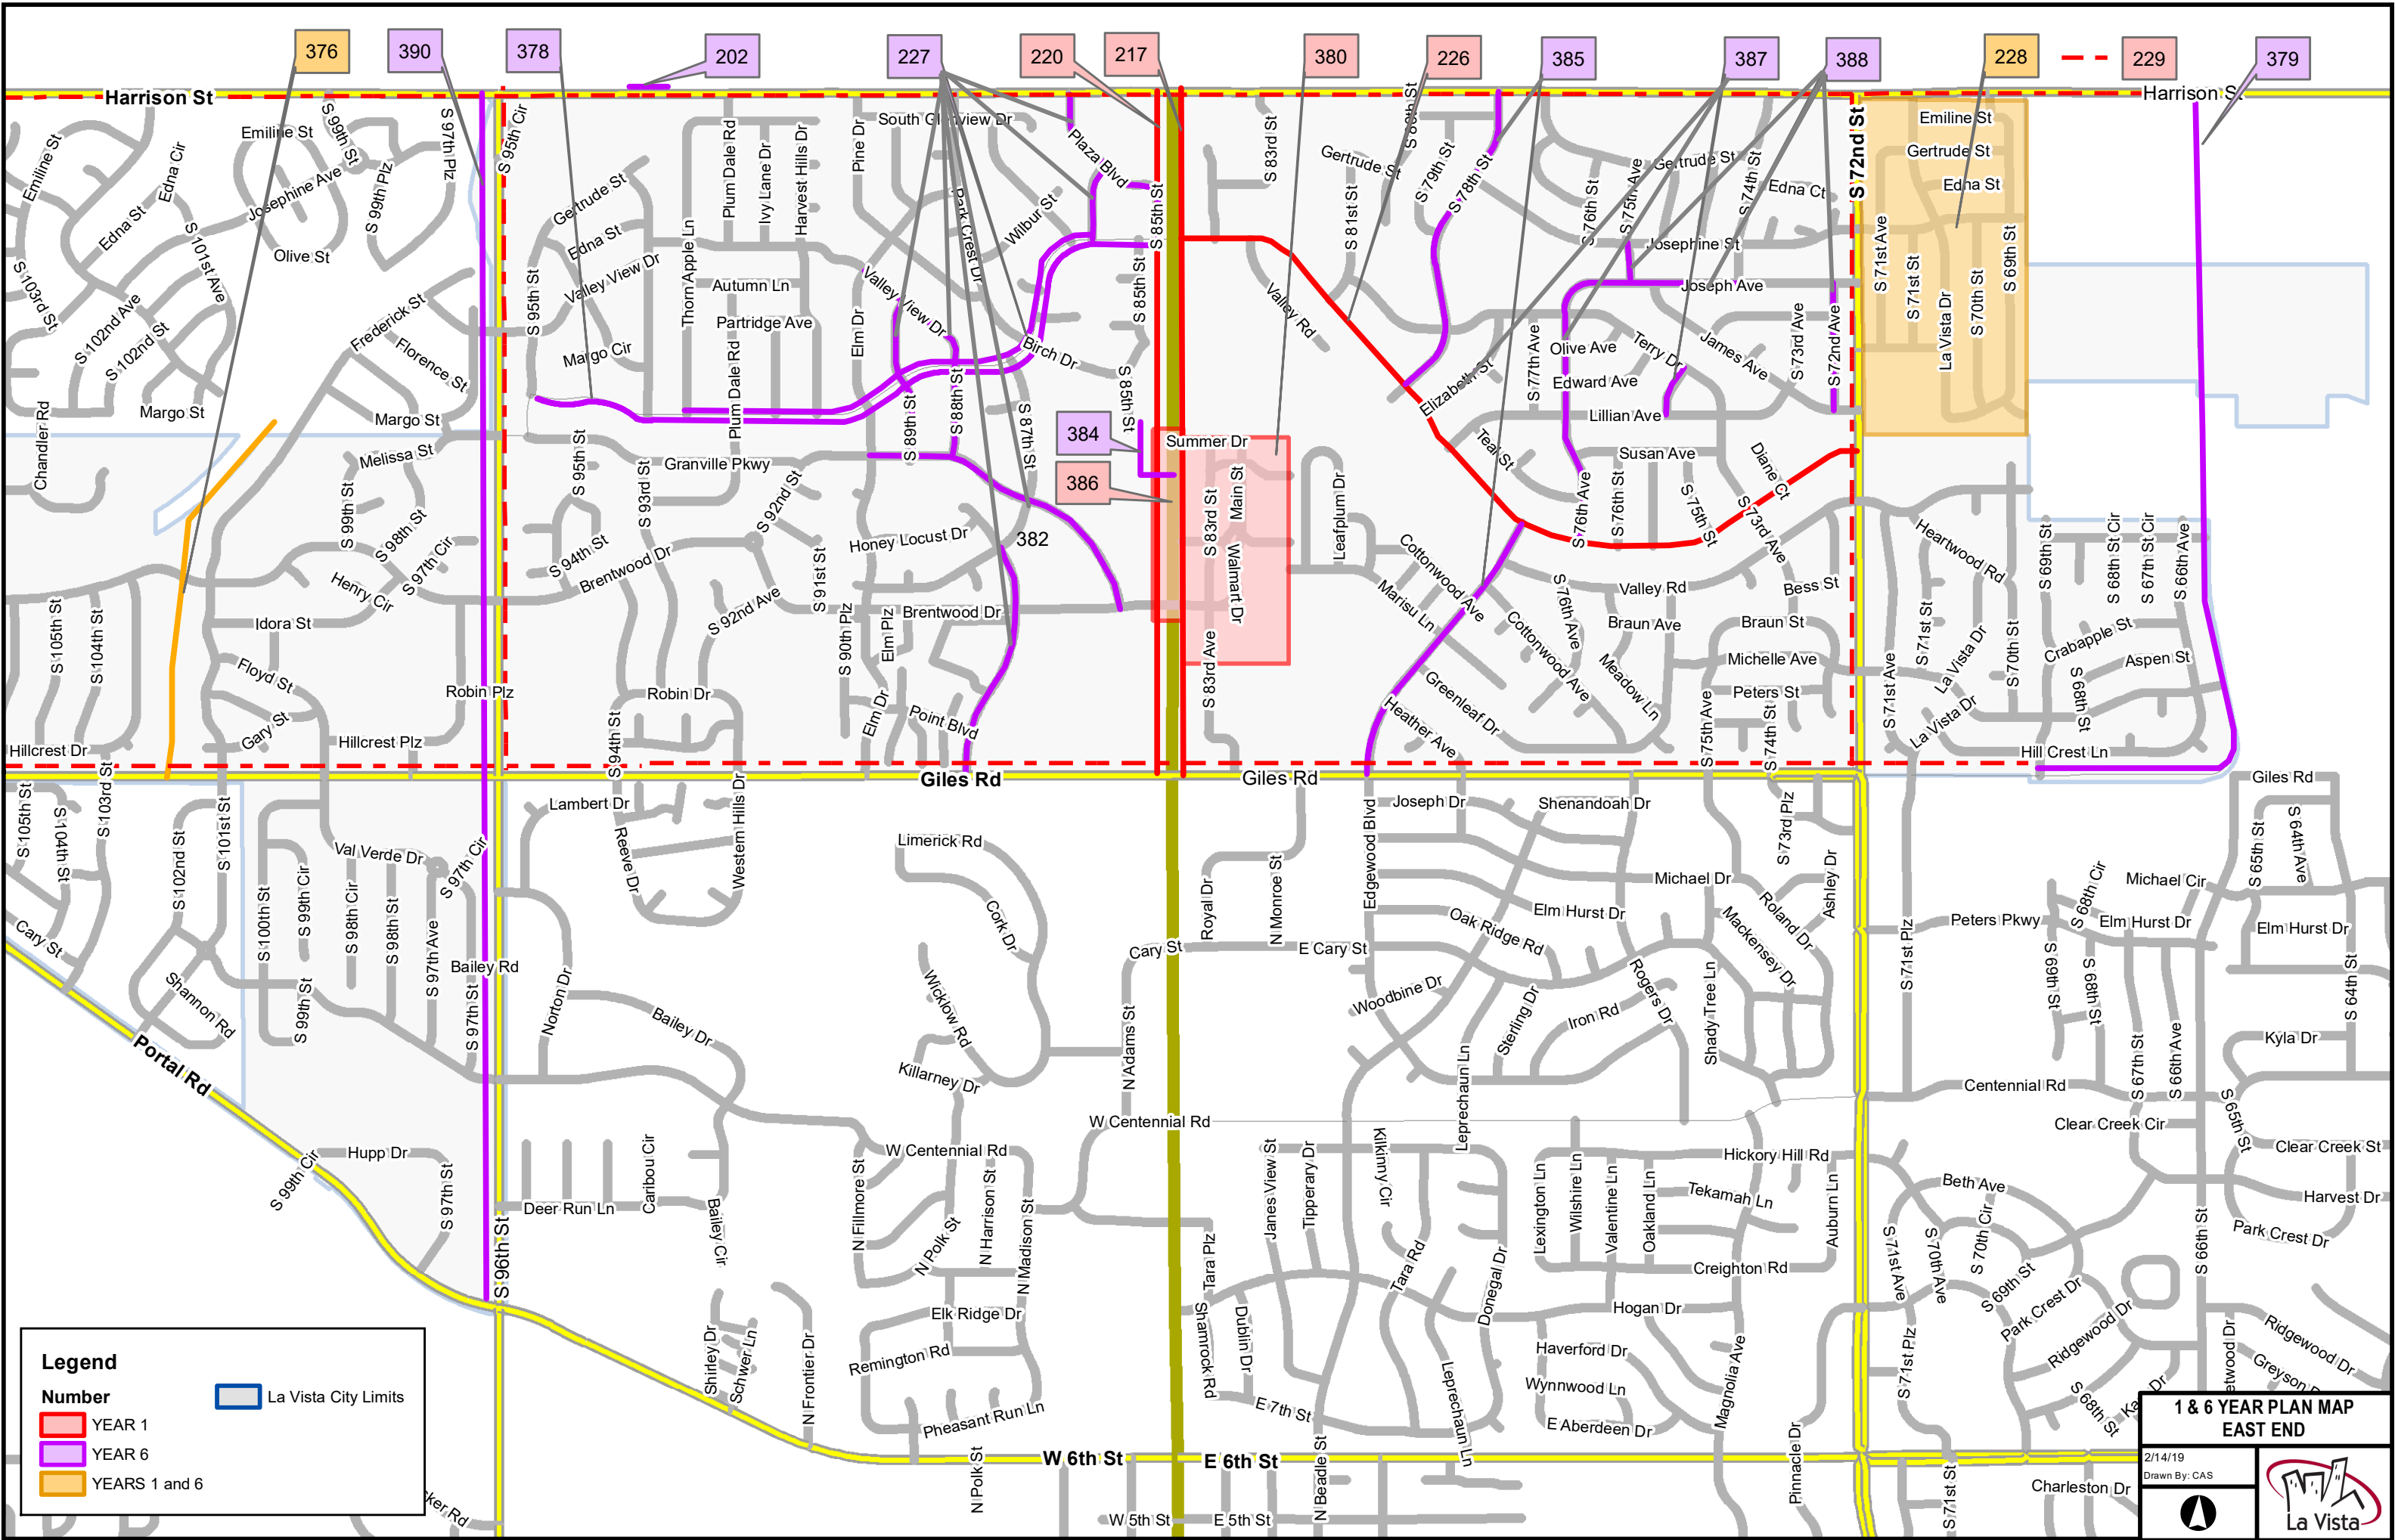 376
390
378
202
227
220
217
380
226
385
387
388
228
229
379
Harrison St
Harrison St
Emiline St
S 99th St
S 97th Plz
S 95th Cir
South Glenview Dr
Plaza Blvd
S 83rd St
S 80th St
Gertrude St
S 79th St
S 78th St
Gertrude St
S 74th St
Edna Ct
S 72nd St
Emiline St
Gertrude St
Edna St
Emiline St
Edna Cir
Edna St
Josephine Ave
S 99th Plz
Olive St
S 101st Ave
S 103rd St
S 102nd Ave
S 102nd St
Frederick St
Florence St
Margo St
Margo St
Gertrude St
Edna St
Valley View Dr
S 95th St
Margo Cir
Thorn Apple Ln
Plum Dale Rd
Ivy Lane Dr
Harvest Hills Dr
Pine Dr
Autumn Ln
Partridge Ave
Plum Dale Rd
Elm Dr
Valley View Dr
Park Crest Dr
Wilbur St
Birch Dr
S 85th St
S 85th St
S 85th St
S 81st St
Valley Rd
S 76th St
S 75th Ave
Josephine St
Joseph Ave
Elizabeth St
S 77th Ave
Olive Ave
Edward Ave
Terry Dr
James Ave
S 73rd Ave
S 72nd Ave
Lillian Ave
S 71st Ave
S 71st St
La Vista Dr
S 70th St
S 69th St
Chandler Rd
Melissa St
S 99th St
S 98th St
S 97th Cir
Henry Cir
S 95th St
S 93rd St
Granville Pkwy
S 92nd St
S 89th St
S 88th St
S 87th St
384
386
Summer Dr
Main St
S 83rd St
Walmart Dr
S 83rd Ave
Leafplum Dr
Teal St
Susan Ave
Diane Ct
S 76th Ave
S 76th St
S 75th St
S 73rd Ave
Heartwood Rd
S 69th St
S 68th St Cir
S 67th St Cir
S 66th Ave
S 94th St
Brentwood Dr
S 92nd Ave
S 91st St
Honey Locust Dr
382
Brentwood Dr
S 90th Plz
Elm Plz
Elm Dr
Point Blvd
Cottonwood Ave
Marisu Ln
Cottonwood Ave
S 76th Ave
Valley Rd
Bess St
Braun Ave
Braun St
Michelle Ave
Meadow Ln
Peters St
Greenleaf Dr
Heather Ave
S 75th Ave
S 74th St
S 71st St
S 71st Ave
La Vista Dr
La Vista Dr
S 70th St
Crabapple St
Aspen St
S 68th St
Hill Crest Ln
S 105th St
S 104th St
Idora St
Floyd St
Gary St
Hillcrest Dr
Hillcrest Plz
Robin Plz
Robin Dr
S 94th St
Giles Rd
Giles Rd
Giles Rd
S 105th St
S 104th St
S 103rd St
S 102nd St
S 101st St
Cary St
Shannon Rd
S 100th St
S 99th Cir
S 99th St
S 98th Cir
S 98th St
S 97th Ave
Val Verde Dr
S 97th Cir
Bailey Rd
S 97th St
Lambert Dr
Reeve Dr
Western Hills Dr
Norton Dr
Bailey Dr
Limerick Rd
Cork Dr
Wicklow Rd
Killarney Dr
Cary St
N Adams St
Royal Dr
N Monroe St
E Cary St
Edgewood Blvd
Joseph Dr
Shenandoah Dr
S 73rd Plz
Michael Dr
Ashley Dr
Roland Dr
Elm Hurst Dr
Oak Ridge Rd
Mackensey Dr
Woodbine Dr
Sterling Dr
Iron Rd
Rogers Dr
Shady Tree Ln
Leprechaun Ln
S 71st Plz
Peters Pkwy
S 68th Cir
Michael Cir
Elm Hurst Dr
S 65th St
S 64th Ave
Elm Hurst Dr
S 69th St
S 68th St
S 67th St
S 66th Ave
S 64th St
Kyla Dr
Centennial Rd
Clear Creek Cir
S 65th St
Clear Creek St
Harvest Dr
Park Crest Dr
Portal Rd
S 99th Cir
Hupp Dr
S 97th St
S 96th St
Deer Run Ln
Caribou Cir
Bailey Cir
W Centennial Rd
W Centennial Rd
N Fillmore St
N Polk St
N Harrison St
N Madison St
Elk Ridge Dr
Remington Rd
Pheasant Run Ln
Shirley Dr
Schwer Ln
N Frontier Dr
Tara Plz
Shamrock Rd
Dublin Dr
Janes View St
Tipperary Dr
Kilkinny Cir
Tara Rd
Donegal Dr
Leprechaun Ln
E 7th St
Lexington Ln
Wilshire Ln
Valentine Ln
Oakland Ln
Hickory Hill Rd
Tekamah Ln
Auburn Ln
Creighton Rd
Hogan Dr
Haverford Dr
Wynnwood Ln
E Aberdeen Dr
Magnolia Ave
Pinnacle Dr
Beth Ave
S 71st Ave
S 70th Ave
S 70th Cir
S 69th St
Park Crest Dr
Ridgewood Dr
S 71st Plz
S 68th St
S 66th St
Ridgewood Dr
W 6th St
E 6th St
N Polk St
W 5th St
E 5th St
N Beadle St
S 71st St
Charleston Dr
Legend
Number
YEAR 1
YEAR 6
YEARS 1 and 6
La Vista City Limits
1 & 6 YEAR PLAN MAP
EAST END
2/14/19
Drawn By: CAS
La Vista